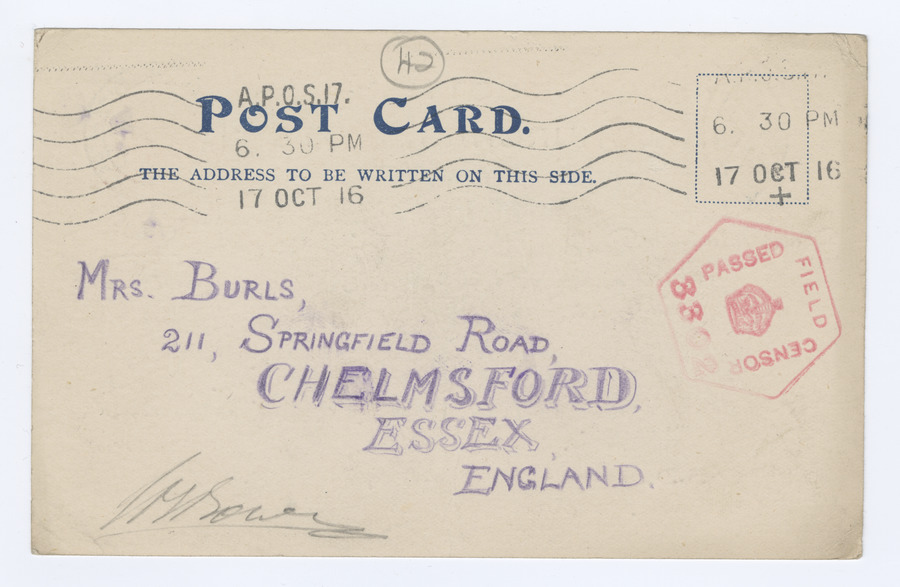 42
A.P.O.S.17.
POST CARD.
6. 30 PM
THE ADDRESS TO BE WRITTEN ON THIS SIDE.
17 OCT 16
6. 30 PM
17 OCT 16
+
PASSED
FIELD
CENSOR
3302
MRS. BURLS,
211, SPRINGFIELD ROAD,
CHELMSFORD,
ESSEX,
ENGLAND.